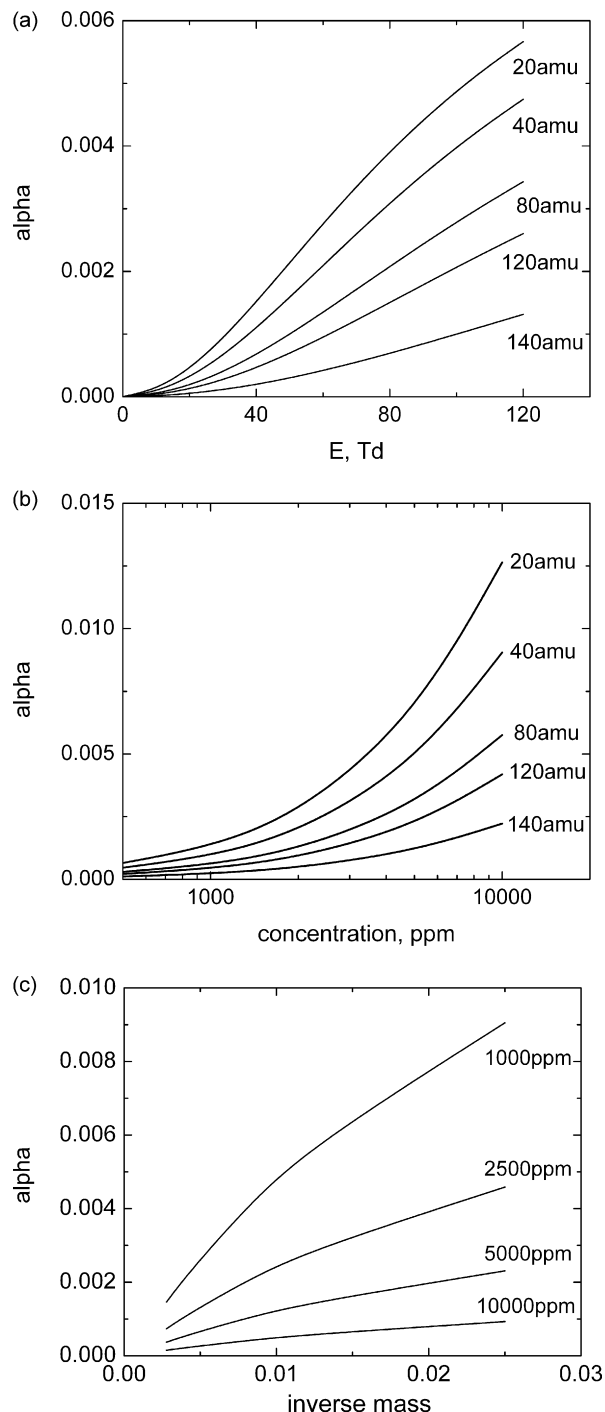 (a)
0.006
20amu
40amu
0.004
alpha
80amu
0.002
120amu
140amu
0.000
0 40 80 120
E, Td
(b)
0.015
20amu
0.010
40amu
alpha
80amu
0.005
120amu
140amu
0.000
1000 10000
concentration, ppm
(c)
0.010
1000ppm
0.008
0.006
alpha
2500ppm
0.004
5000ppm
0.002
10000ppm
0.000
0.00 0.01 0.02 0.03
inverse mass